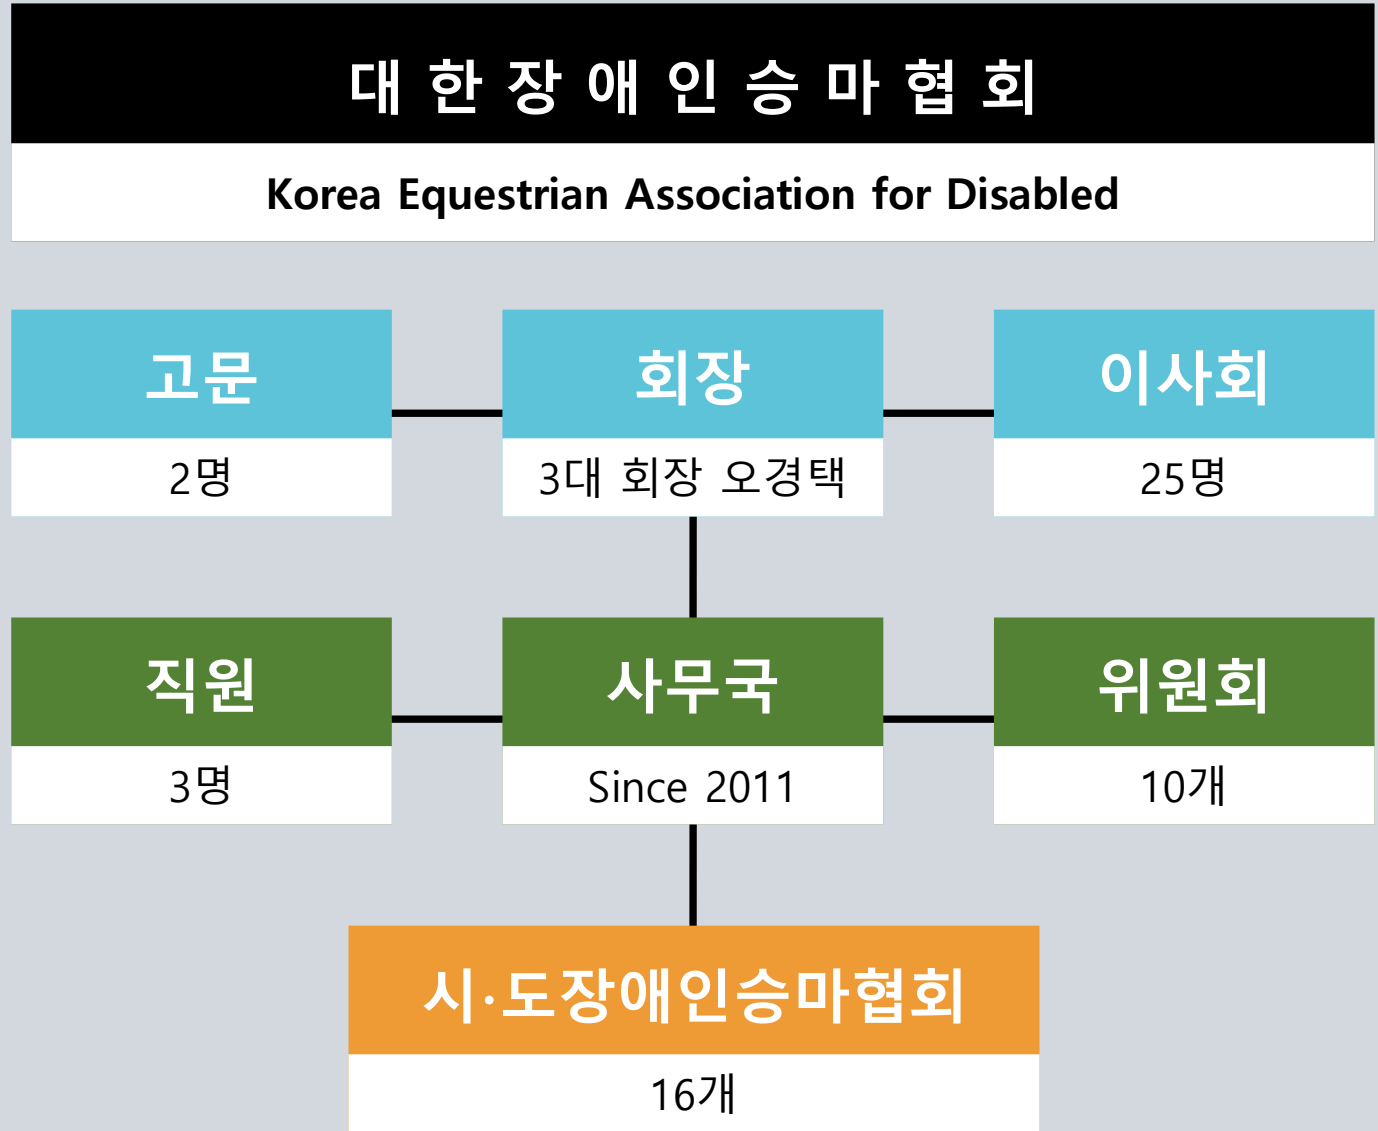 대한장애인승마협회
Korea Equestrian Association for Disabled
고문
2명
회장
3대 회장 오경택
이사회
25명
직원
3명
사무국
Since 2011
위원회
10개
시·도장애인승마협회
16개